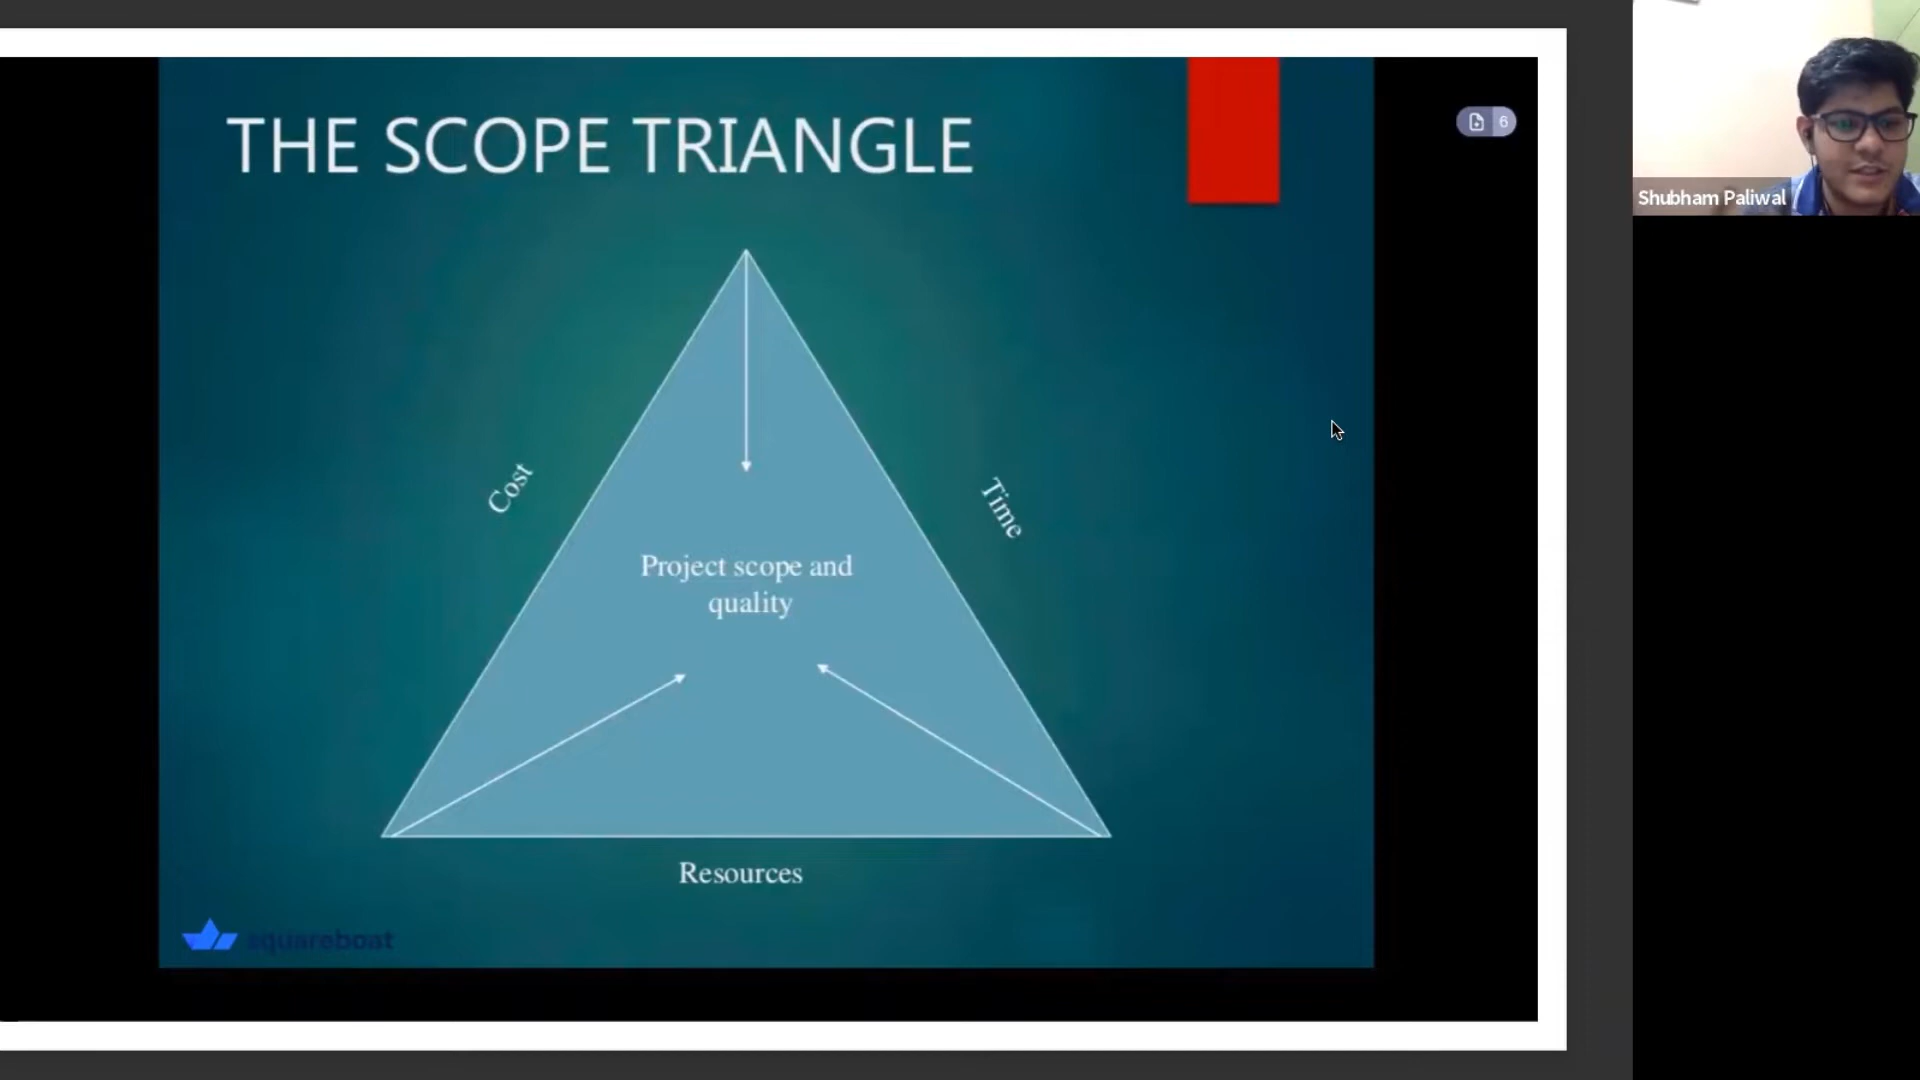 THE SCOPE TRIANGLE
6
Shubham Paliwal
Cost
Time
Project scope and
quality
Resources
squareboat